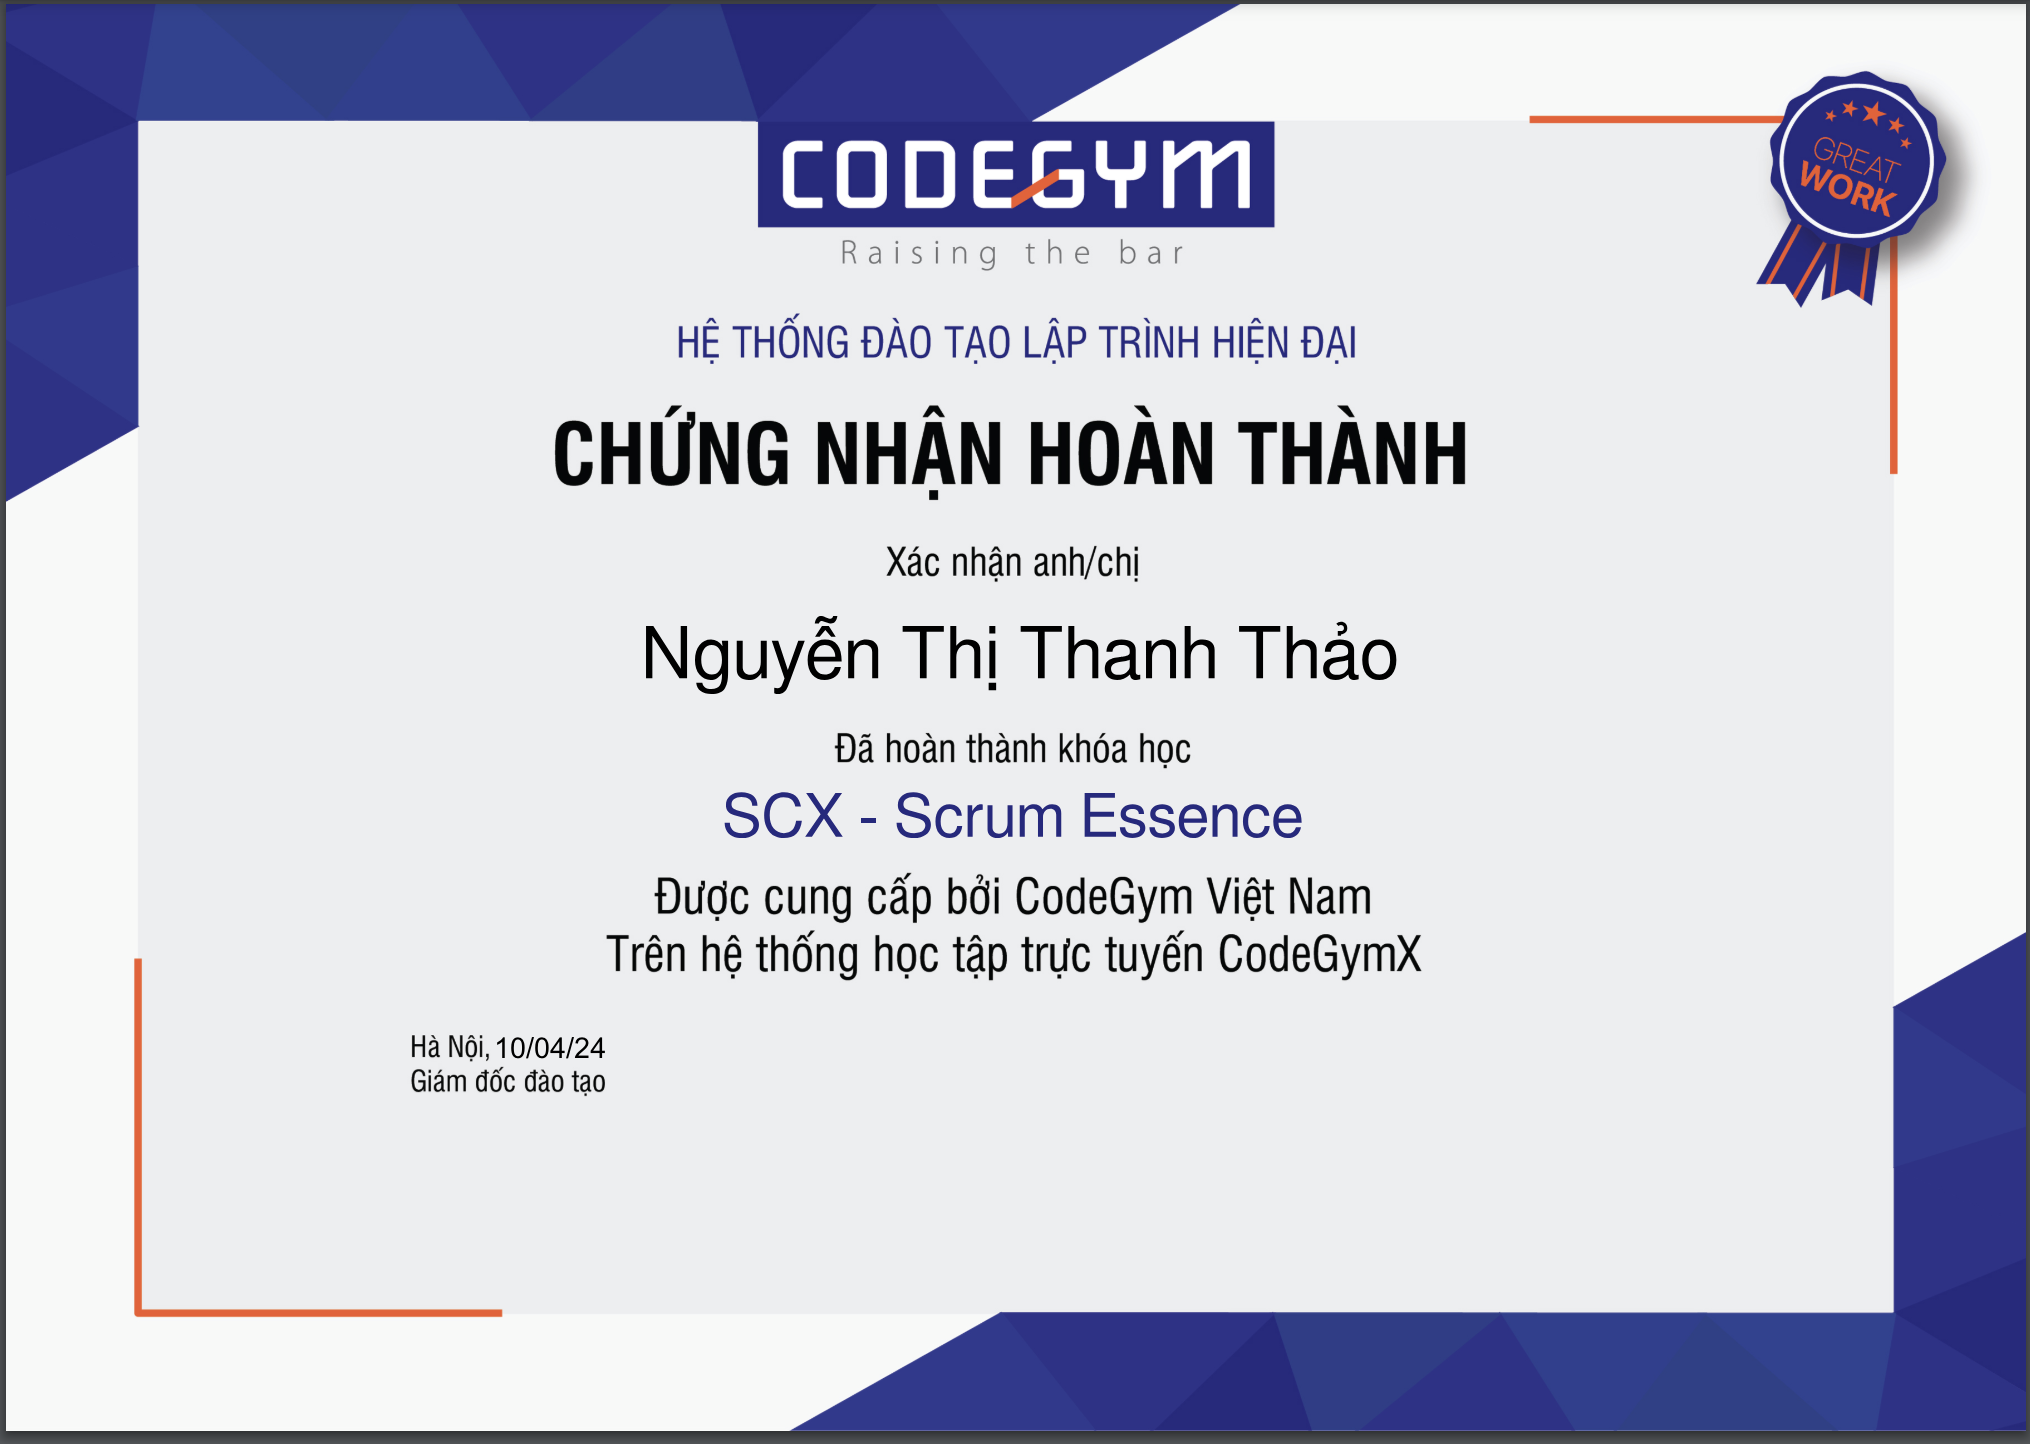 CODEGYM
Raising the bar
GREAT
WORK
HỆ THỐNG ĐÀO TẠO LẬP TRÌNH HIỆN ĐẠI
CHỨNG NHẬN HOÀN THÀNH
Xác nhận anh/chị
Nguyễn Thị Thanh Thảo
Đã hoàn thành khóa học
SCX - Scrum Essence
Được cung cấp bởi CodeGym Việt Nam
Trên hệ thống học tập trực tuyến CodeGymX
Hà Nội, 10/04/24
Giám đốc đào tạo